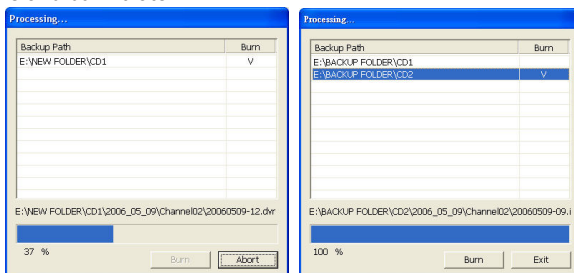 Processing...
Backup Path Burn
E:\NEW FOLDER\CD1 V
E:\NEW FOLDER\CD1\2006_05_09\Channel02\20060509-12.dvr
37 %
Burn Abort
Processing...
Backup Path Burn
E:\BACKUP FOLDER\CD1
E:\BACKUP FOLDER\CD2 V
E:\BACKUP FOLDER\CD2\2006_05_09\Channel02\20060509-09.i
100 %
Burn Exit